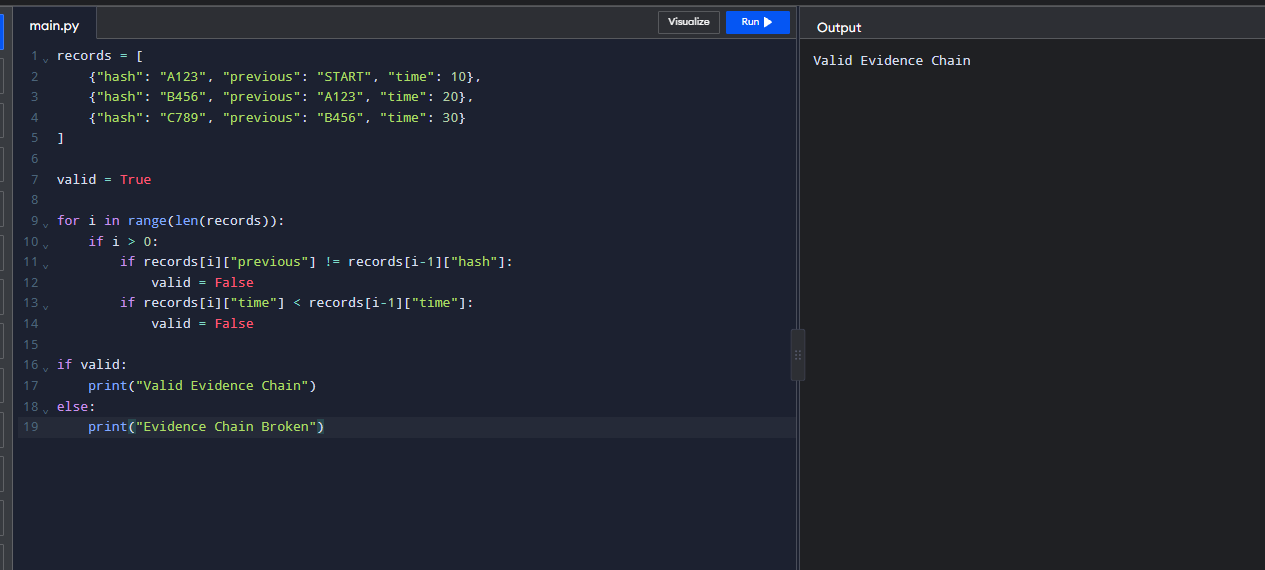 main.py
Visualize
Run
Output
1 records = [
2     {"hash": "A123", "previous": "START", "time": 10},
3     {"hash": "B456", "previous": "A123", "time": 20},
4     {"hash": "C789", "previous": "B456", "time": 30}
5 ]
6
7 valid = True
8
9 for i in range(len(records)):
10     if i > 0:
11         if records[i]["previous"] != records[i-1]["hash"]:
12             valid = False
13         if records[i]["time"] < records[i-1]["time"]:
14             valid = False
15
16 if valid:
17     print("Valid Evidence Chain")
18 else:
19     print("Evidence Chain Broken")
Valid Evidence Chain